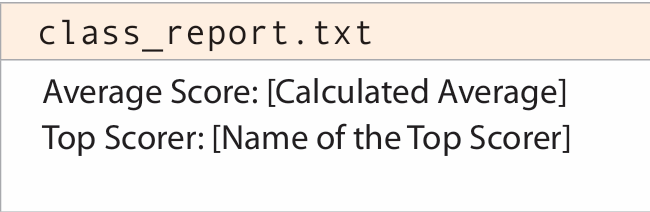 class_report.txt
Average Score: [Calculated Average]
Top Scorer: [Name of the Top Scorer]